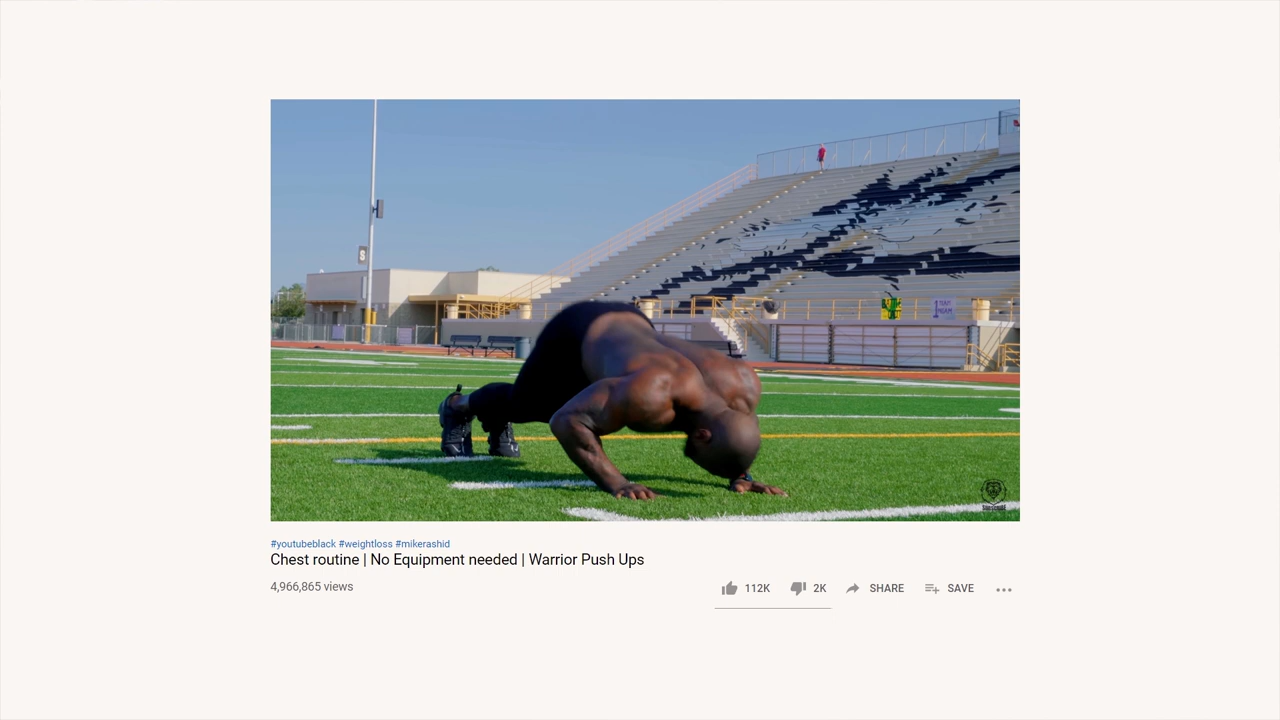 S
TEAM
#youtubeblack #weightloss #mikerashid
Chest routine | No Equipment needed | Warrior Push Ups
4,966,865 views
112K
2K
SHARE
SAVE